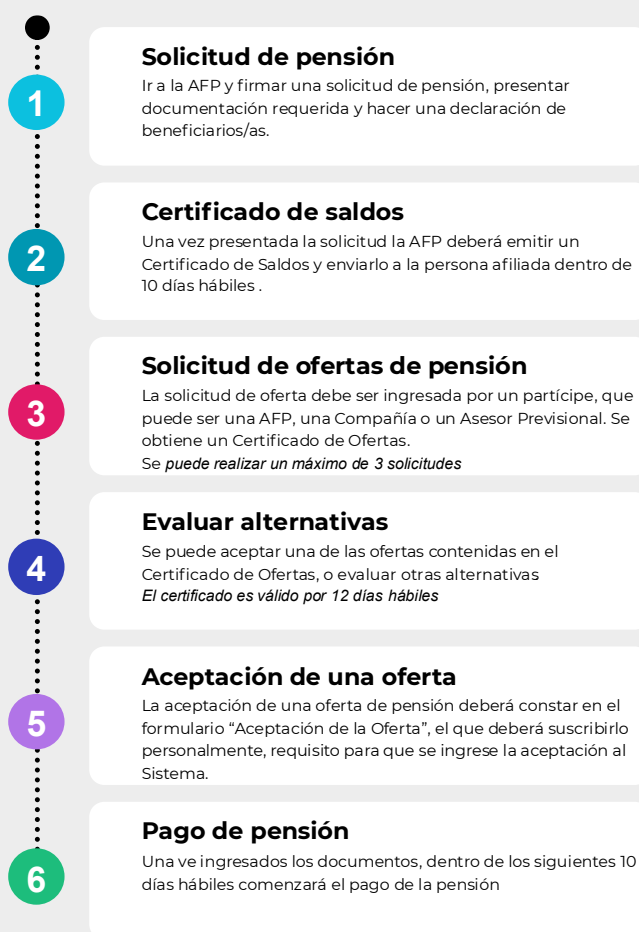 1
Solicitud de pensión
Ir a la AFP y firmar una solicitud de pensión, presentar
documentación requerida y hacer una declaración de
beneficiarios/as.
2
Certificado de saldos
Una vez presentada la solicitud la AFP deberá emitir un
Certificado de Saldos y enviarlo a la persona afiliada dentro de
10 días hábiles .
3
Solicitud de ofertas de pensión
La solicitud de oferta debe ser ingresada por un partícipe, que
puede ser una AFP, una Compañía o un Asesor Previsional. Se
obtiene un Certificado de Ofertas.
Se puede realizar un máximo de 3 solicitudes
4
Evaluar alternativas
Se puede aceptar una de las ofertas contenidas en el
Certificado de Ofertas, o evaluar otras alternativas
El certificado es válido por 12 días hábiles
5
Aceptación de una oferta
La aceptación de una oferta de pensión deberá constar en el
formulario “Aceptación de la Oferta”, el que deberá suscribirlo
personalmente, requisito para que se ingrese la aceptación al
Sistema.
6
Pago de pensión
Una ve ingresados los documentos, dentro de los siguientes 10
días hábiles comenzará el pago de la pensión